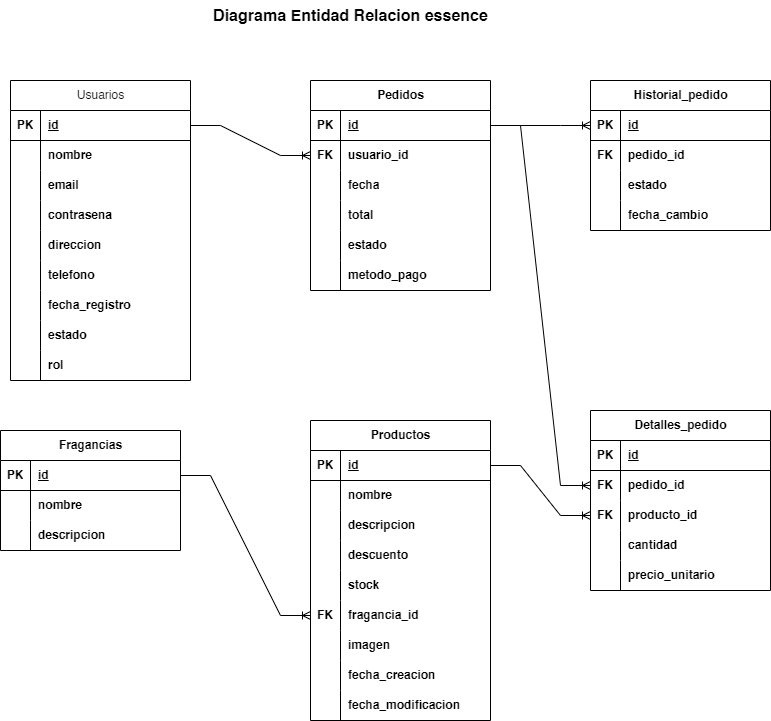 Diagrama Entidad Relacion essence
Usuarios
PK id
nombre
email
contrasena
direccion
telefono
fecha_registro
estado
rol
Pedidos
PK id
FK usuario_id
fecha
total
estado
metodo_pago
Historial_pedido
PK id
FK pedido_id
estado
fecha_cambio
Fragancias
PK id
nombre
descripcion
Productos
PK id
nombre
descripcion
descuento
stock
FK fragancia_id
imagen
fecha_creacion
fecha_modificacion
Detalles_pedido
PK id
FK pedido_id
FK producto_id
cantidad
precio_unitario